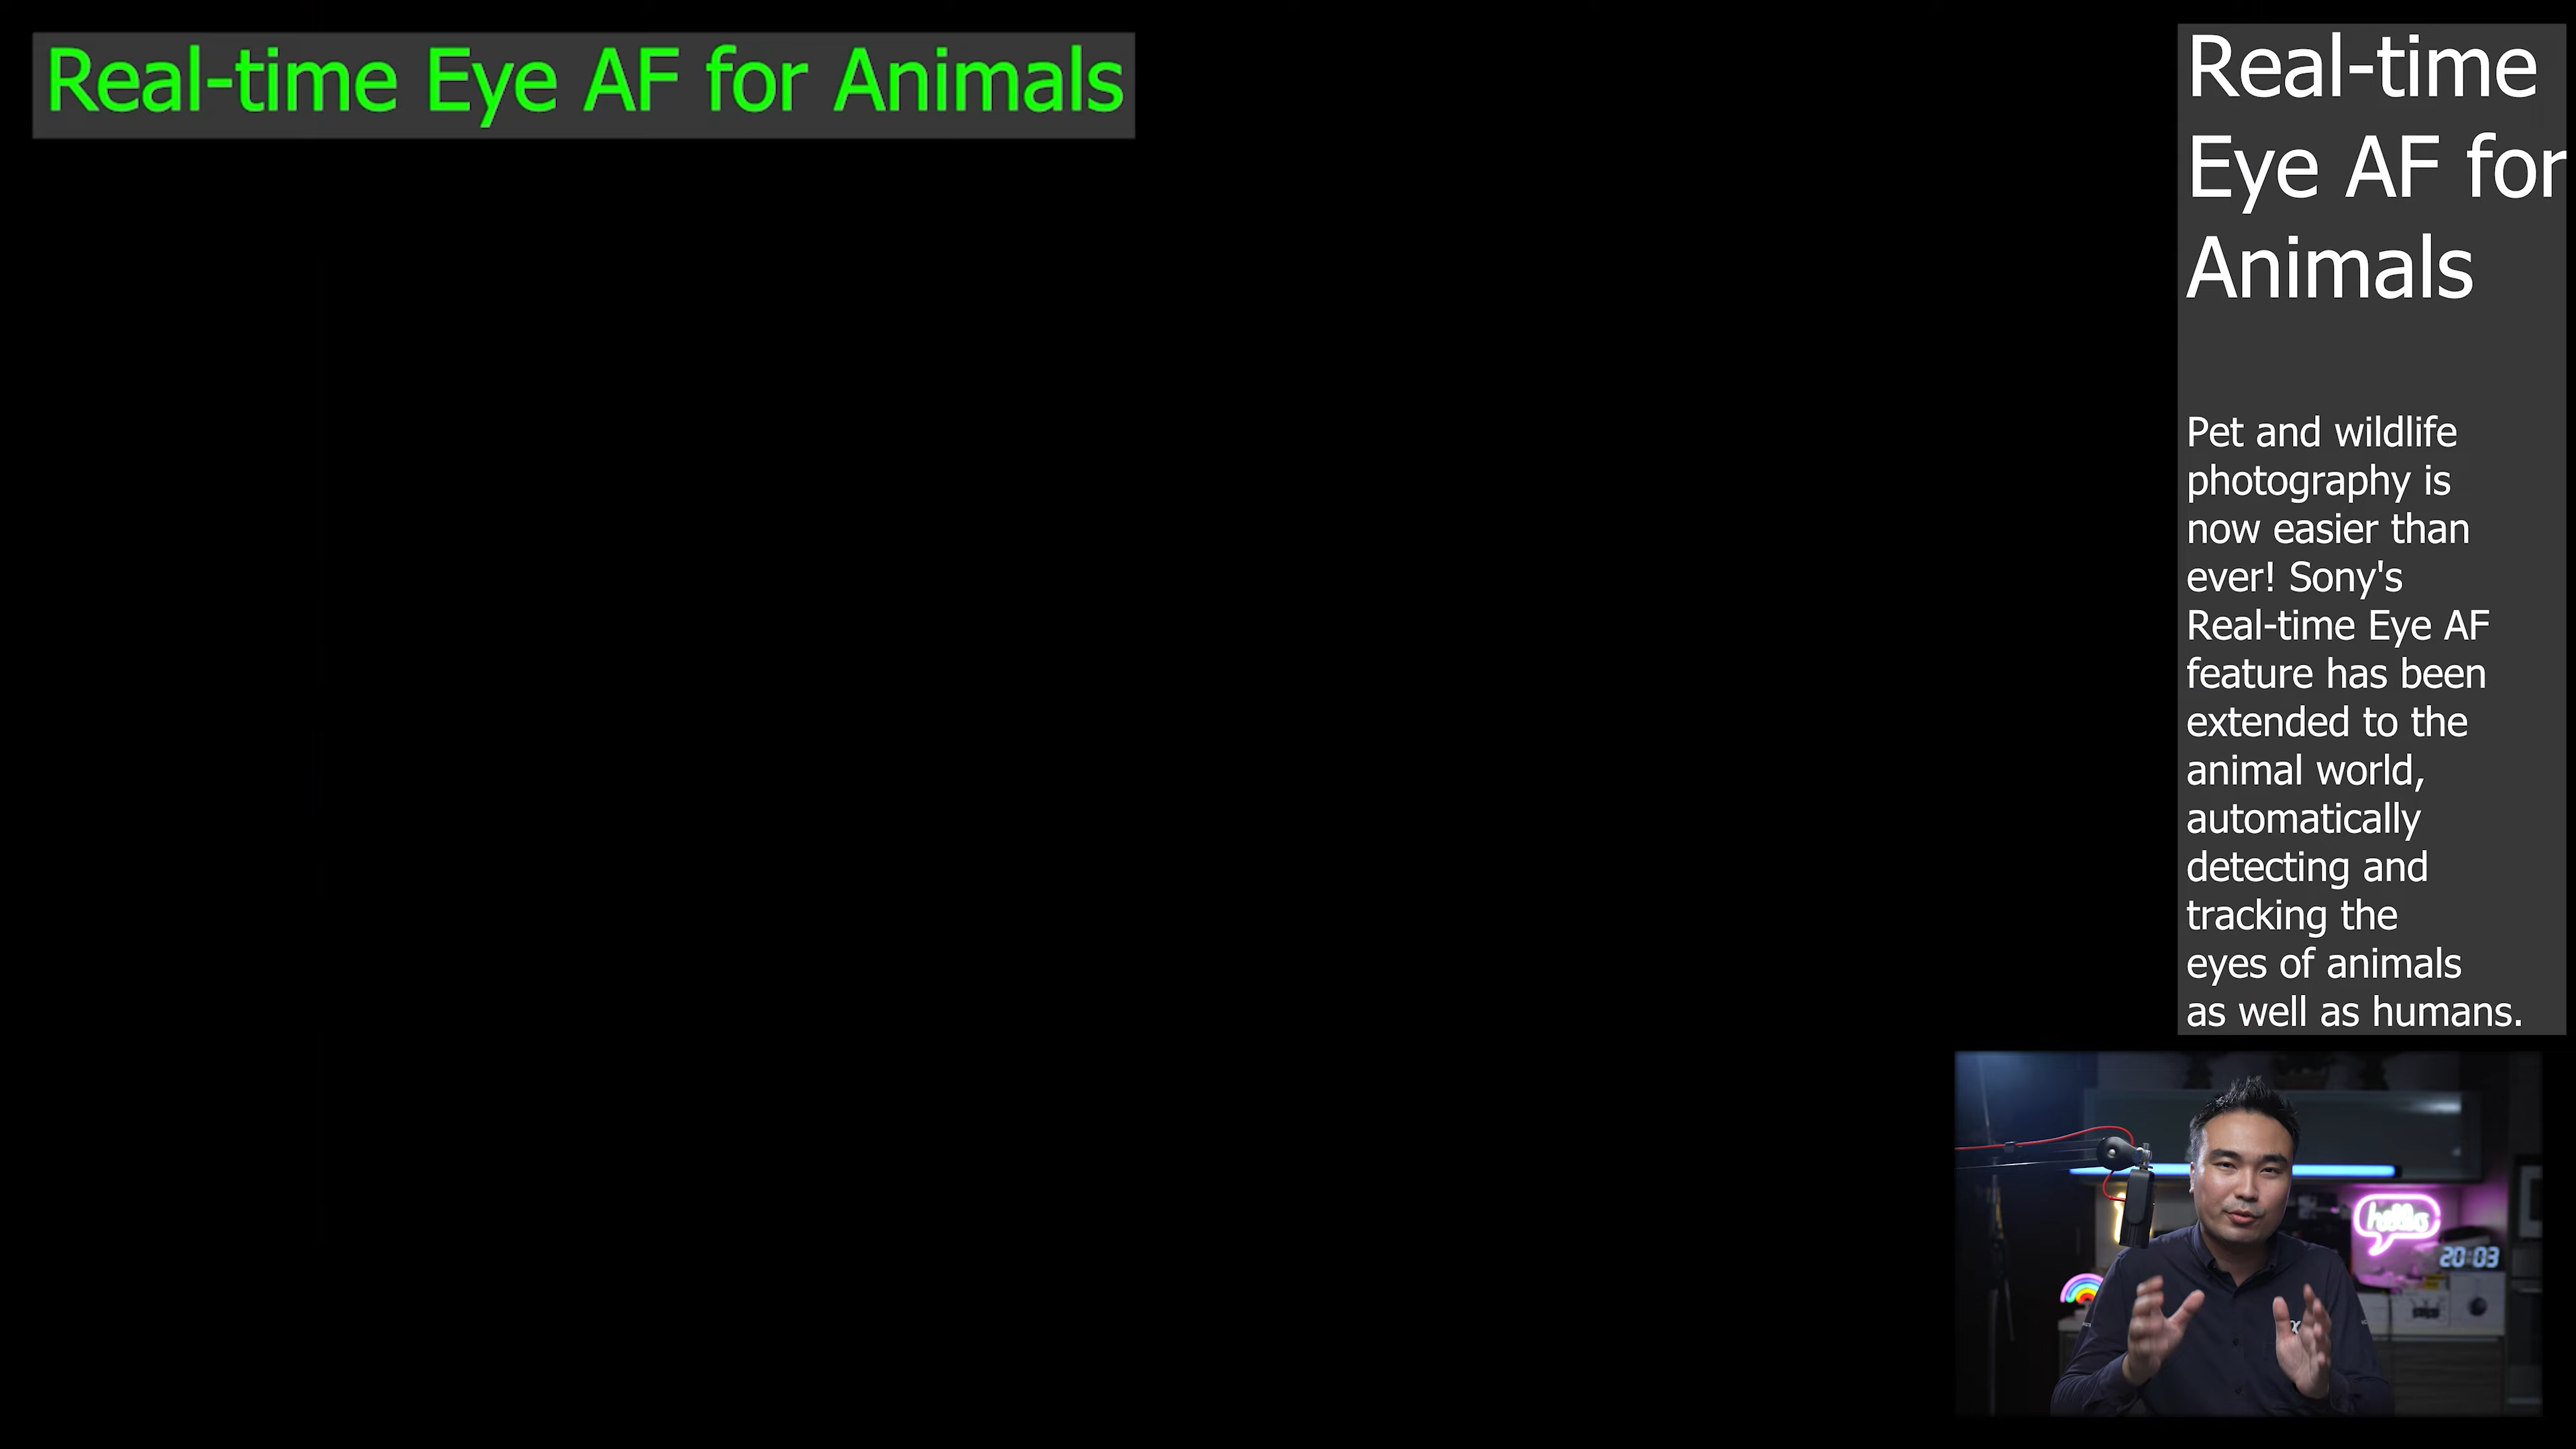 Real-time Eye AF for Animals
Real-time
Eye AF for
Animals
Pet and wildlife
photography is
now easier than
ever! Sony's
Real-time Eye AF
feature has been
extended to the
animal world,
automatically
detecting and
tracking the
eyes of animals
as well as humans.
hello
20:03